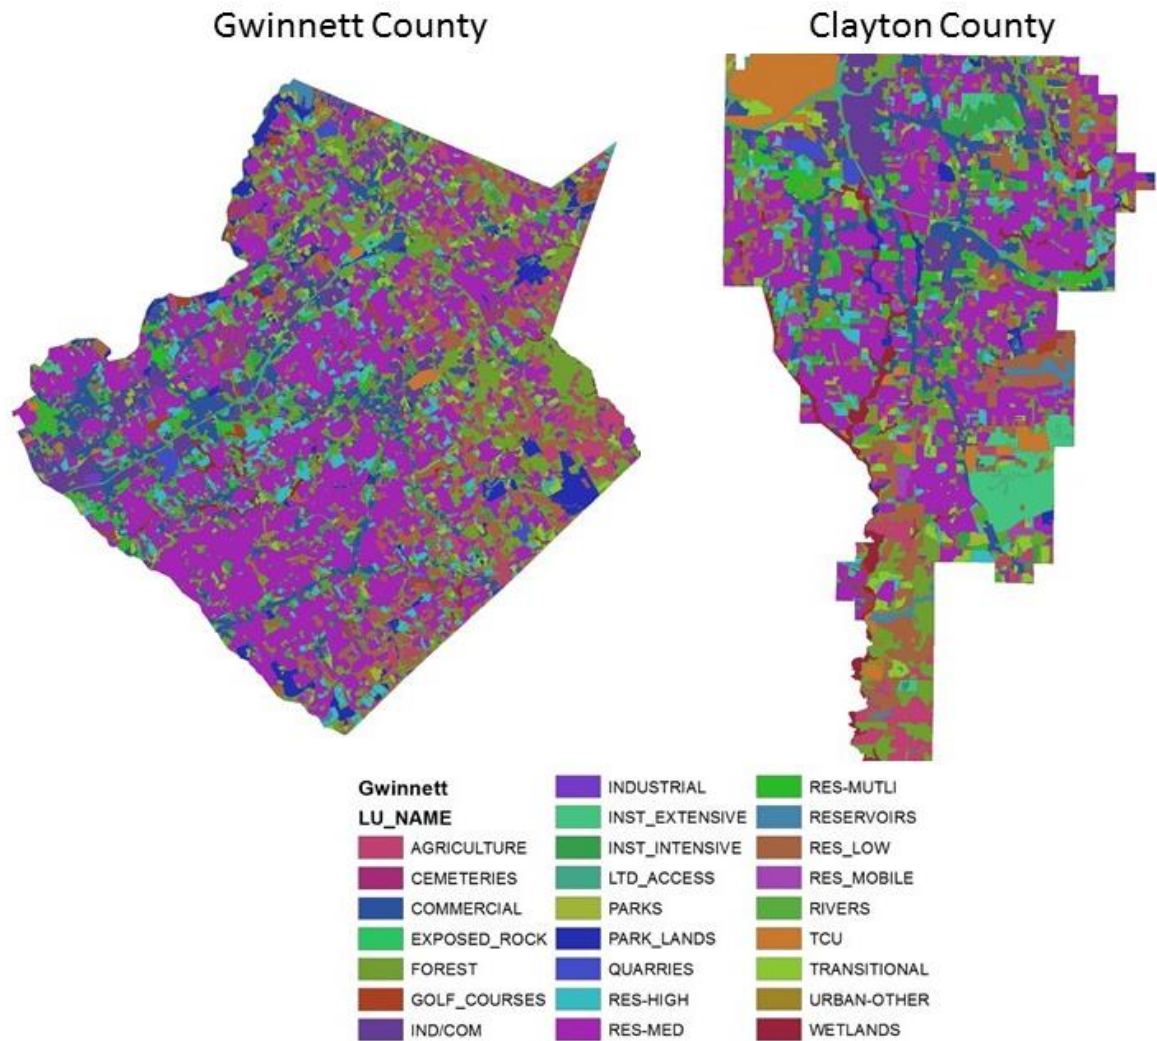 Gwinnett County
Clayton County
Gwinnett
LU_NAME
AGRICULTURE
CEMETERIES
COMMERCIAL
EXPOSED_ROCK
FOREST
GOLF_COURSES
IND/COM
INDUSTRIAL
INST_EXTENSIVE
INST_INTENSIVE
LTD_ACCESS
PARKS
PARK_LANDS
QUARRIES
RES-HIGH
RES-MED
RES-MUTLI
RESERVOIRS
RES_LOW
RES_MOBILE
RIVERS
TCU
TRANSITIONAL
URBAN-OTHER
WETLANDS